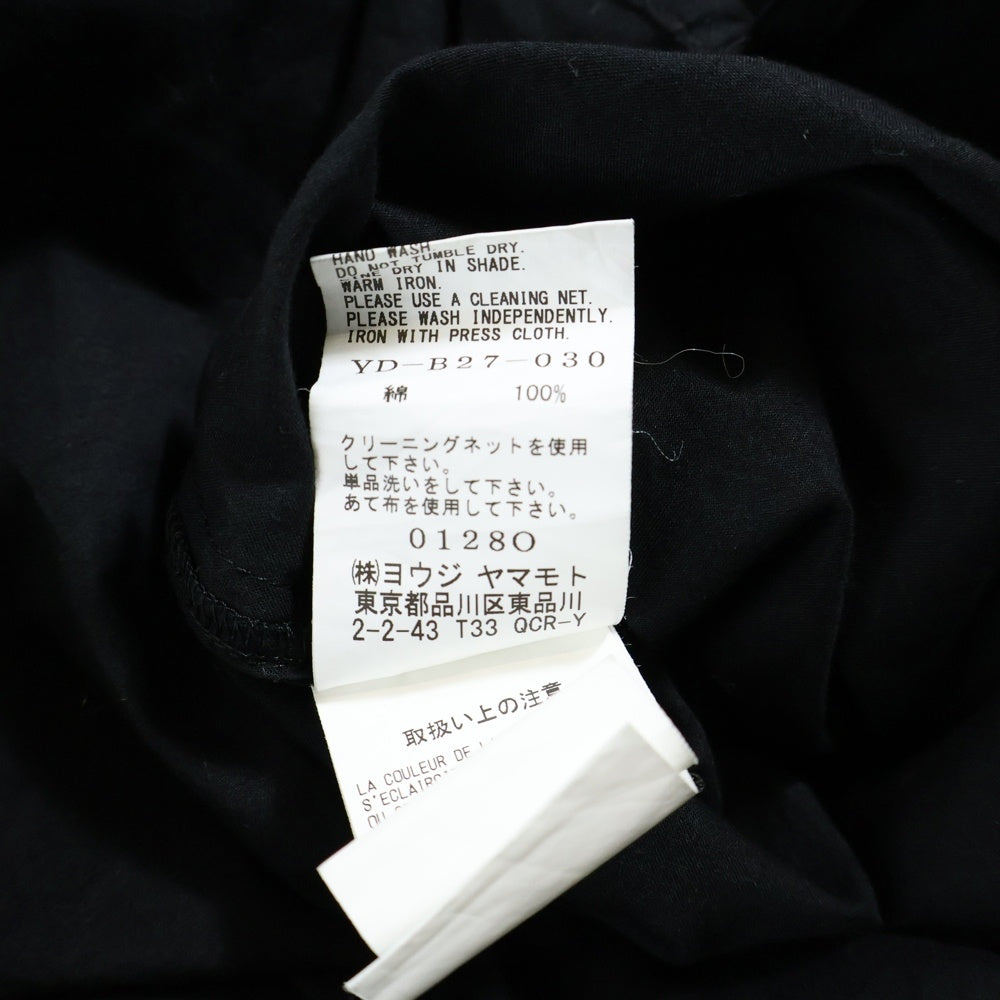 HAND WASH.
DO NOT TUMBLE DRY.
LINE DRY IN SHADE.
WARM IRON.
PLEASE USE A CLEANING NET.
PLEASE WASH INDEPENDENTLY.
IRON WITH PRESS CLOTH.
YD-B27-030
綿 100%
クリーニングネットを使用
して下さい。
単品洗いをして下さい。
あて布を使用して下さい。
01280
㈱ヨウジ ヤマモト
東京都品川区東品川
2-2-43 T33 QCR-Y
取扱い上の注意
LA COULEUR DE